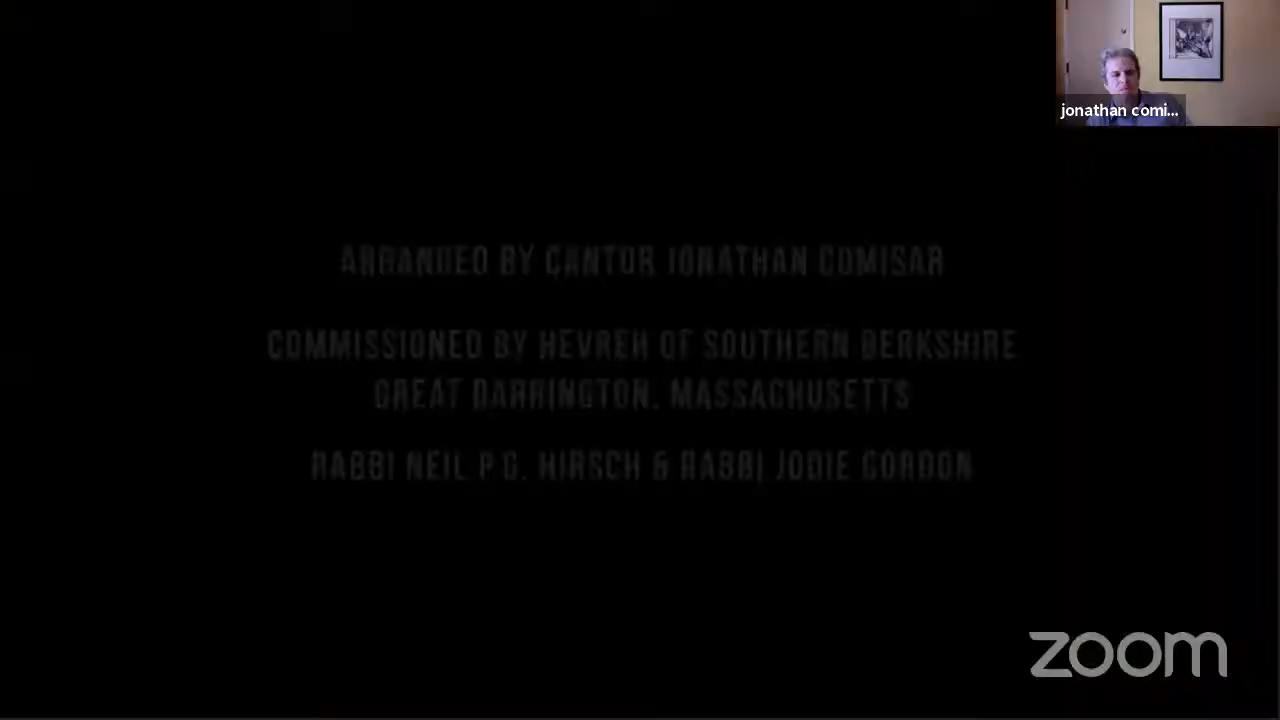 jonathan comi...
ARRANGED BY CANTOR JONATHAN COMISAR
COMMISSIONED BY HEVREH OF SOUTHERN BERKSHIRE
GREAT BARRINGTON, MASSACHUSETTS
RABBI NEIL P.G. HIRSCH & RABBI JODIE GORDON
zoom